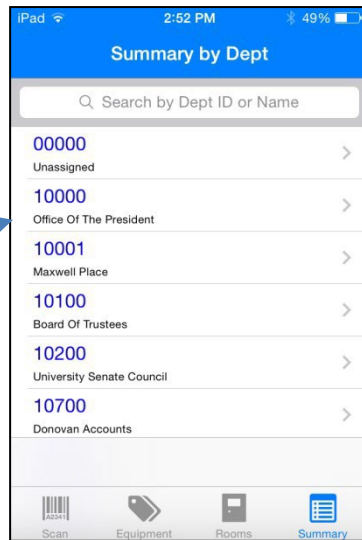 iPad 2:52 PM 49%
Summary by Dept
Search by Dept ID or Name
00000
Unassigned
10000
Office Of The President
10001
Maxwell Place
10100
Board Of Trustees
10200
University Senate Council
10700
Donovan Accounts
A2341
Scan Equipment Rooms Summary